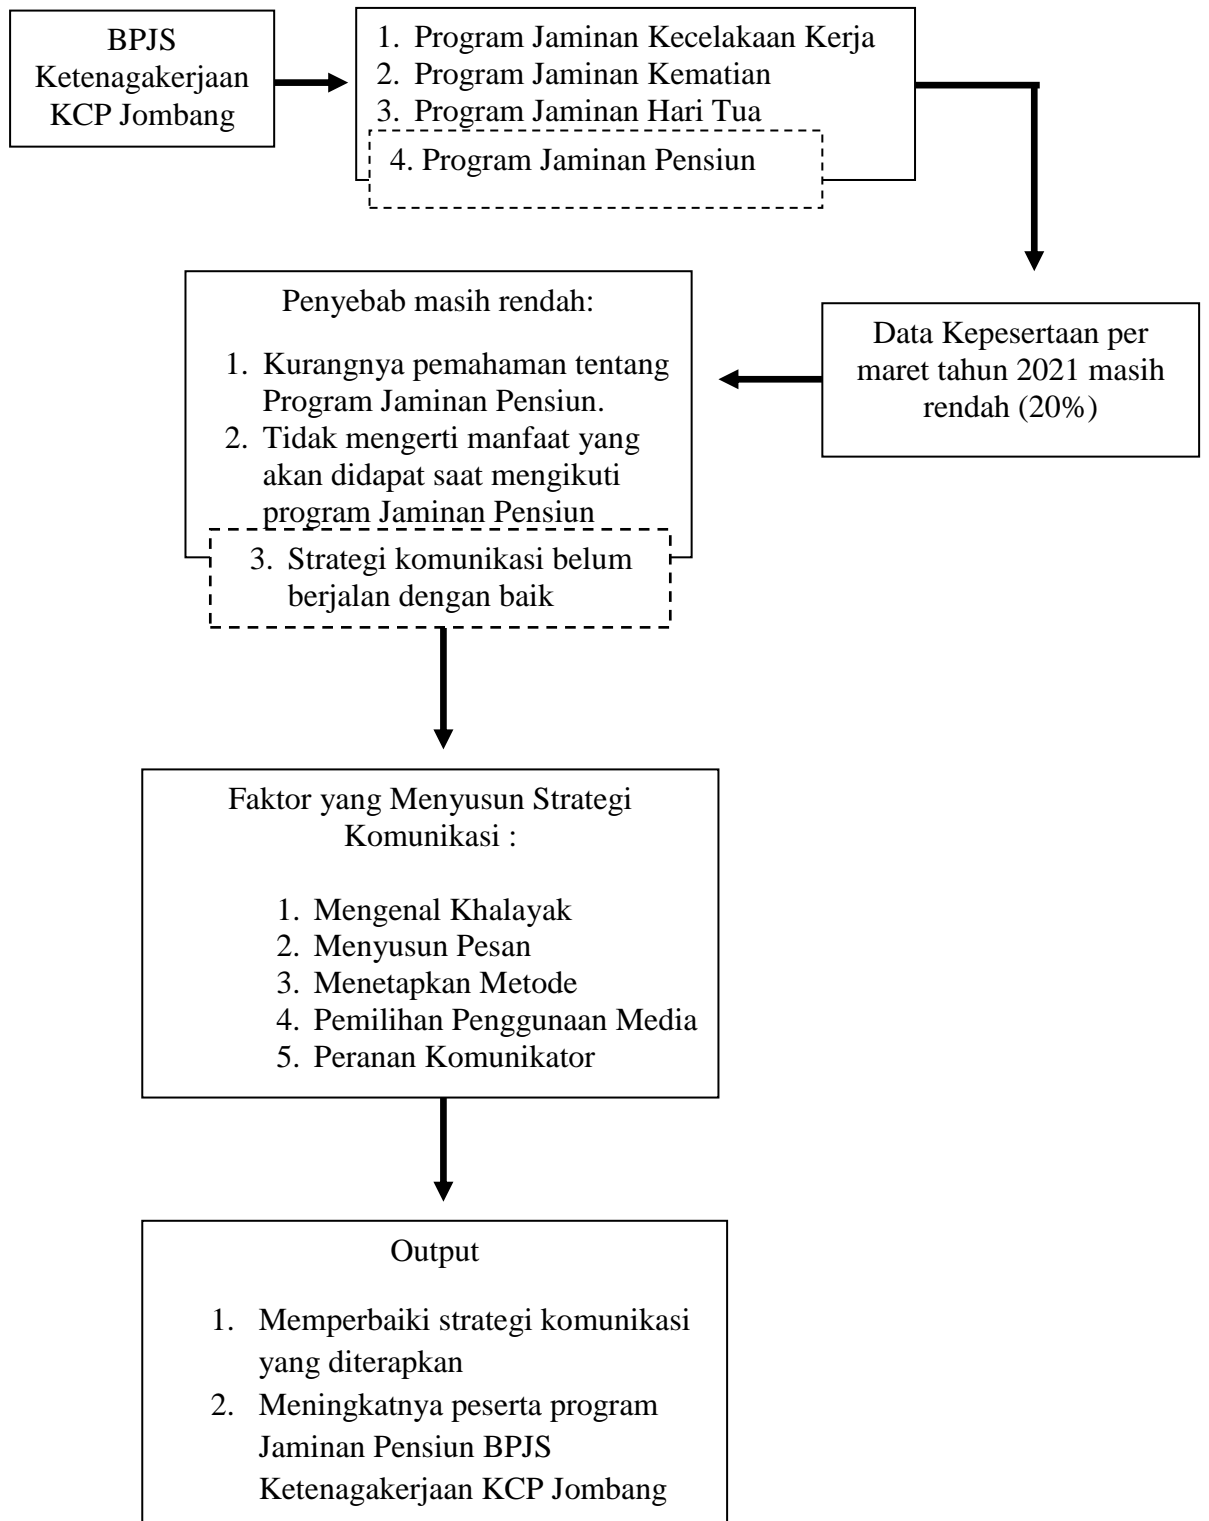 BPJS
Ketenagakerjaan
KCP Jombang
1. Program Jaminan Kecelakaan Kerja
2. Program Jaminan Kematian
3. Program Jaminan Hari Tua
4. Program Jaminan Pensiun
Data Kepesertaan per
maret tahun 2021 masih
rendah (20%)
Penyebab masih rendah:
1. Kurangnya pemahaman tentang
Program Jaminan Pensiun.
2. Tidak mengerti manfaat yang
akan didapat saat mengikuti
program Jaminan Pensiun
3. Strategi komunikasi belum
berjalan dengan baik
Faktor yang Menyusun Strategi
Komunikasi :
1. Mengenal Khalayak
2. Menyusun Pesan
3. Menetapkan Metode
4. Pemilihan Penggunaan Media
5. Peranan Komunikator
Output
1. Memperbaiki strategi komunikasi
yang diterapkan
2. Meningkatnya peserta program
Jaminan Pensiun BPJS
Ketenagakerjaan KCP Jombang